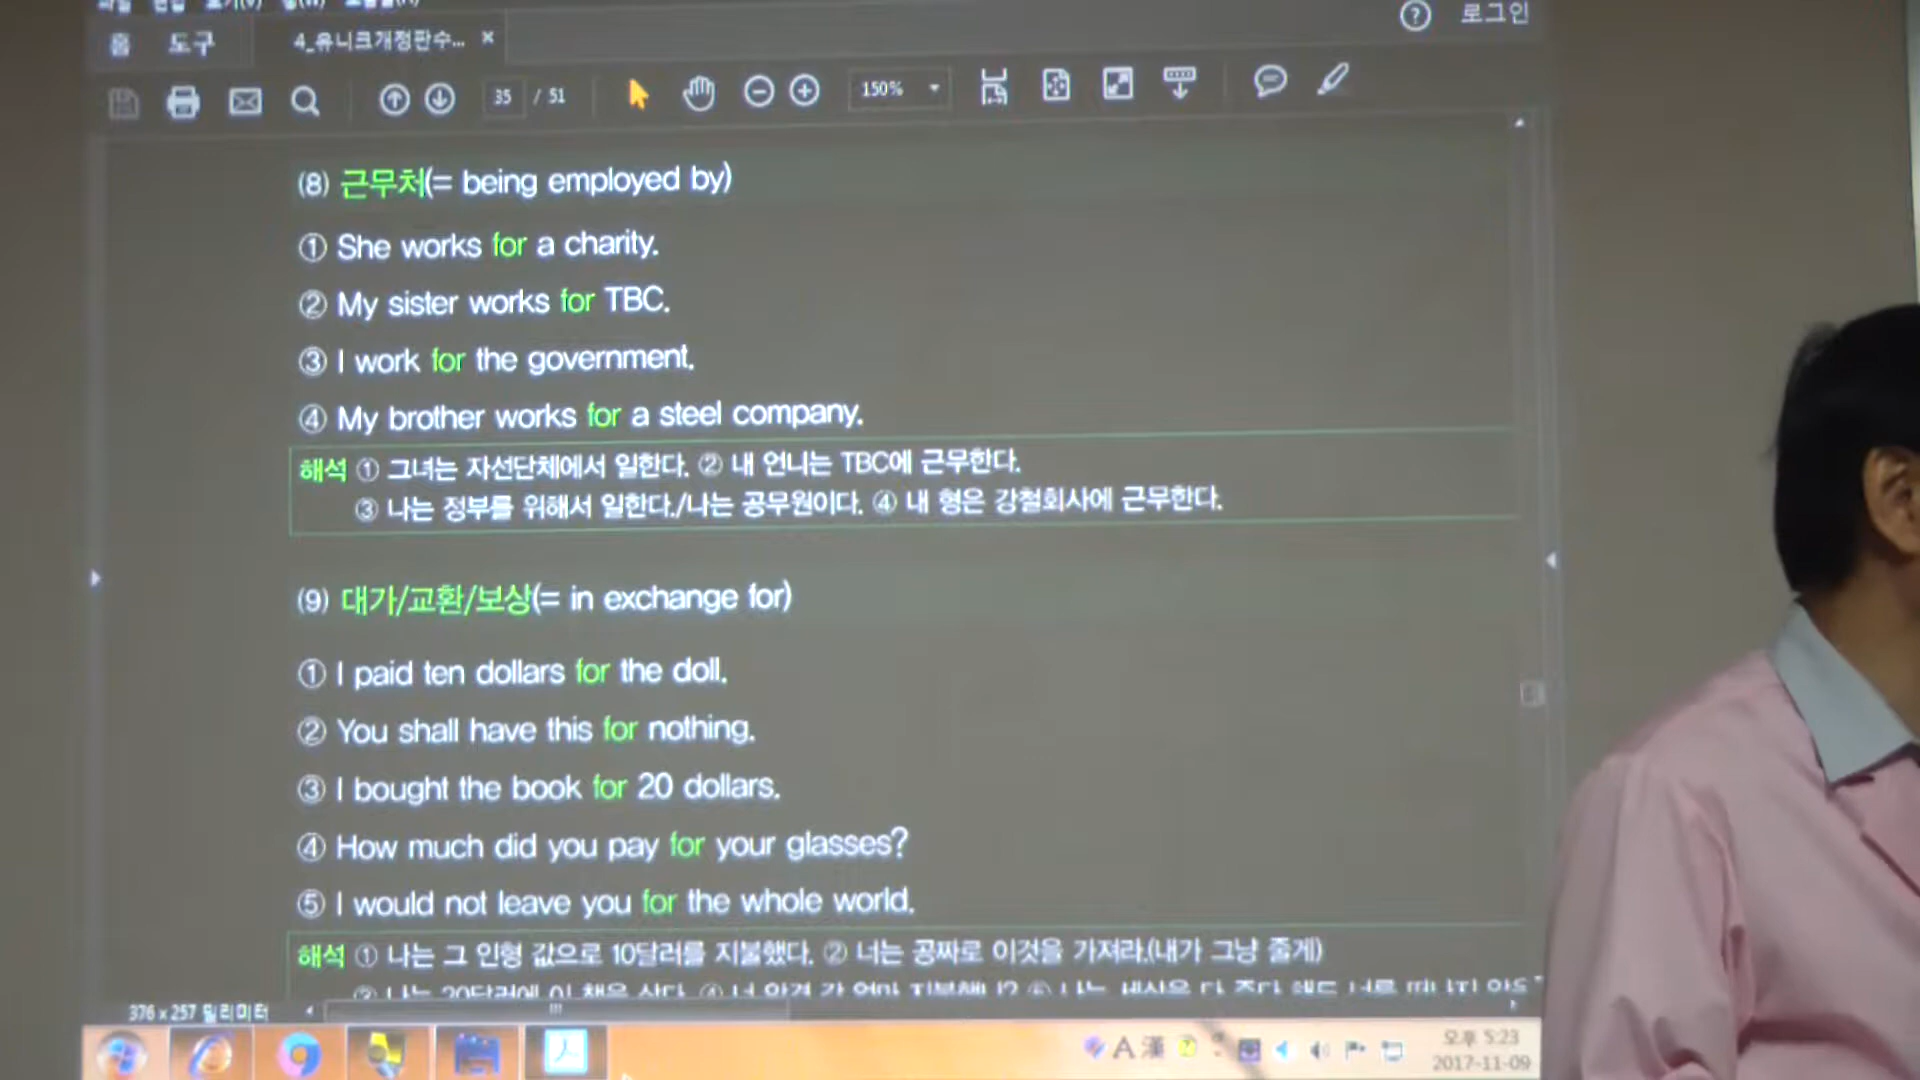 로그인
홈 도구 4_유니크개정판수... ×
35 / 51 150%
(8) 근무처(= being employed by)
① She works for a charity.
② My sister works for TBC.
③ I work for the government.
④ My brother works for a steel company.
해석 ① 그녀는 자선단체에서 일한다. ② 내 언니는 TBC에 근무한다.
③ 나는 정부를 위해서 일한다./나는 공무원이다. ④ 내 형은 강철회사에 근무한다.
(9) 대가/교환/보상(= in exchange for)
① I paid ten dollars for the doll.
② You shall have this for nothing.
③ I bought the book for 20 dollars.
④ How much did you pay for your glasses?
⑤ I would not leave you for the whole world.
해석 ① 나는 그 인형 값으로 10달러를 지불했다. ② 너는 공짜로 이것을 가져라.(내가 그냥 줄게)
376 x 257 밀리미터
A 漢
오후 5:23
2017-11-09